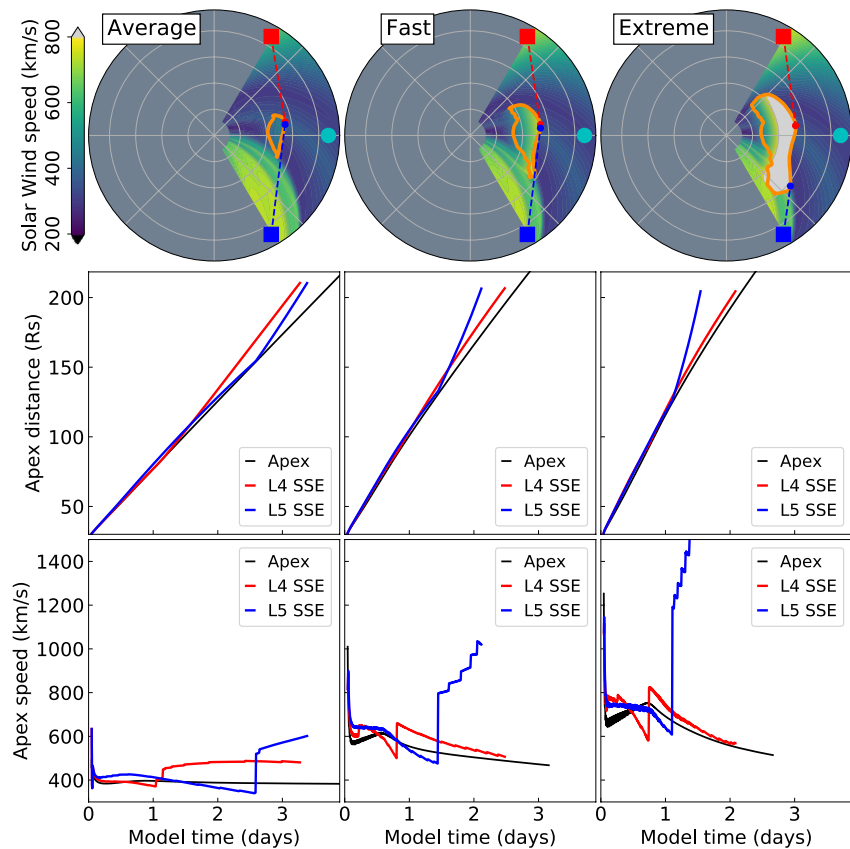 Average
Fast
Extreme
Solar Wind speed (km/s)
800
600
400
200
Apex distance (Rs)
200
150
100
50
Apex
L4 SSE
L5 SSE
Apex
L4 SSE
L5 SSE
Apex
L4 SSE
L5 SSE
Apex speed (km/s)
1400
1200
1000
800
600
400
Apex
L4 SSE
L5 SSE
Apex
L4 SSE
L5 SSE
Apex
L4 SSE
L5 SSE
0 1 2 3
0 1 2 3
0 1 2 3
Model time (days)
Model time (days)
Model time (days)